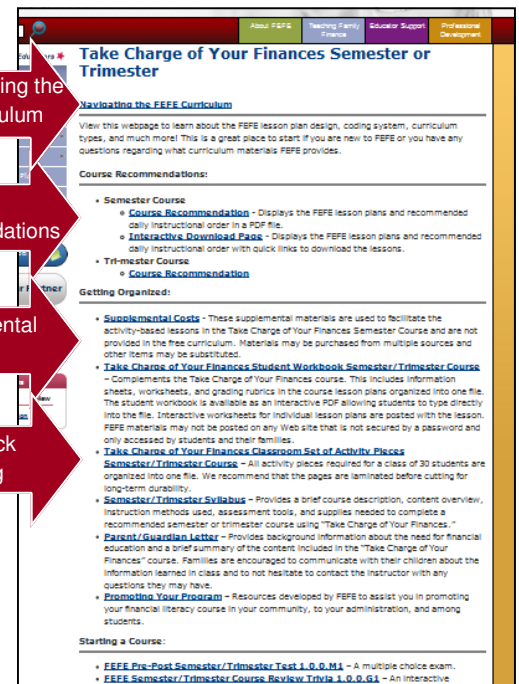 About FEFE
Teaching Family Finance
Educator Support
Professional Development
Take Charge of Your Finances Semester or
Trimester
Navigating the FEFE Curriculum
View this webpage to learn about the FEFE lesson plan design, coding system, curriculum
types, and much more! This is a great place to start if you are new to FEFE or you have any
questions regarding what curriculum materials FEFE provides.
Course Recommendations:
• Semester Course
o Course Recommendation - Displays the FEFE lesson plans and recommended
daily instructional order in a PDF file.
o Interactive Download Page - Displays the FEFE lesson plans and recommended
daily instructional order with quick links to download the lessons.
• Tri-mester Course
o Course Recommendation
Getting Organized:
• Supplemental Costs - These supplemental materials are used to facilitate the
activity-based lessons in the Take Charge of Your Finances Semester Course and are not
provided in the free curriculum. Materials may be purchased from multiple sources and
other items may be substituted.
• Take Charge of Your Finances Student Workbook Semester/Trimester Course
– Complements the Take Charge of Your Finances course. This includes information
sheets, worksheets, and grading rubrics in the course lesson plans organized into one file.
The student workbook is available as an interactive PDF allowing students to type directly
into the file. Interactive worksheets for individual lesson plans are posted with the lesson.
FEFE materials may not be posted on any Web site that is not secured by a password and
only accessed by students and their families.
• Take Charge of Your Finances Classroom Set of Activity Pieces
Semester/Trimester Course – All activity pieces required for a class of 30 students are
organized into one file. We recommend that the pages are laminated before cutting for
long-term durability.
• Semester/Trimester Syllabus – Provides a brief course description, content overview,
instruction methods used, assessment tools, and supplies needed to complete a
recommended semester or trimester course using "Take Charge of Your Finances."
• Parent/Guardian Letter – Provides background information about the need for financial
education and a brief summary of the content included in the "Take Charge of Your
Finances" course. Families are encouraged to communicate with their children about the
information learned in class and to not hesitate to contact the instructor with any
questions they may have.
• Promoting Your Program – Resources developed by FEFE to assist you in promoting
your financial literacy course in your community, to your administration, and among
students.
Starting a Course:
• FEFE Pre-Post Semester/Trimester Test 1.0.0.M1 – A multiple choice exam.
• FEFE Semester/Trimester Course Review Trivia 1.0.0.G1 – An interactive
ing the
ulum
dations
ental
ck
g